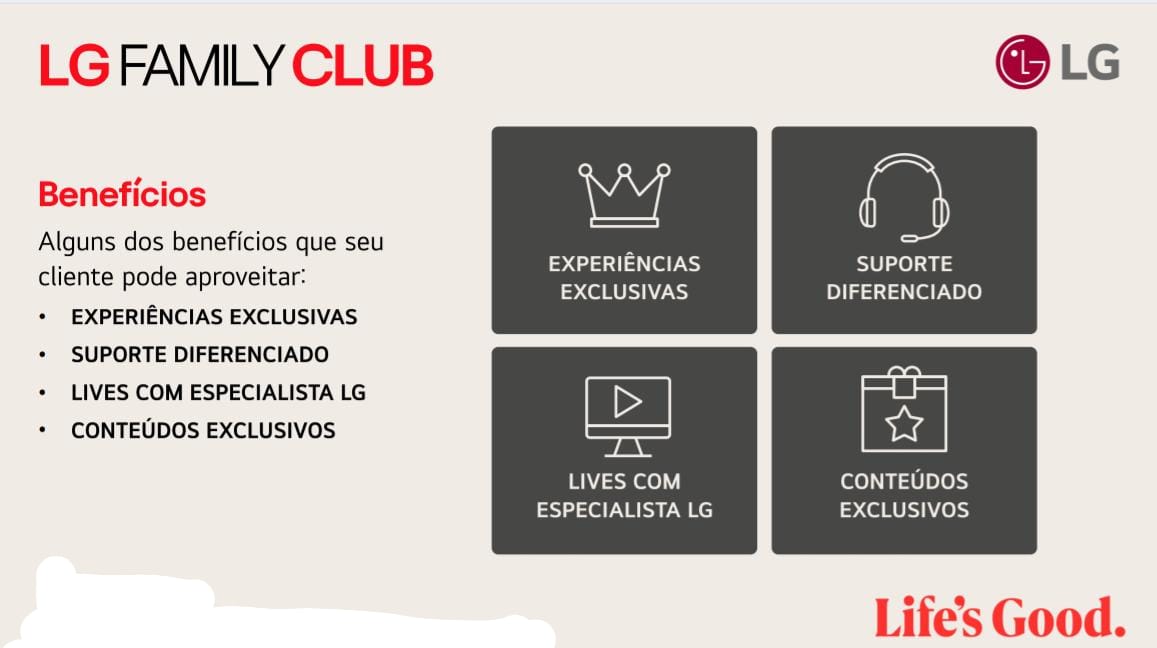 LG FAMILY CLUB
LG
Benefícios
Alguns dos benefícios que seu
cliente pode aproveitar:
• EXPERIÊNCIAS EXCLUSIVAS
• SUPORTE DIFERENCIADO
• LIVES COM ESPECIALISTA LG
• CONTEÚDOS EXCLUSIVOS
EXPERIÊNCIAS
EXCLUSIVAS
SUPORTE
DIFERENCIADO
LIVES COM
ESPECIALISTA LG
CONTEÚDOS
EXCLUSIVOS
Life's Good.